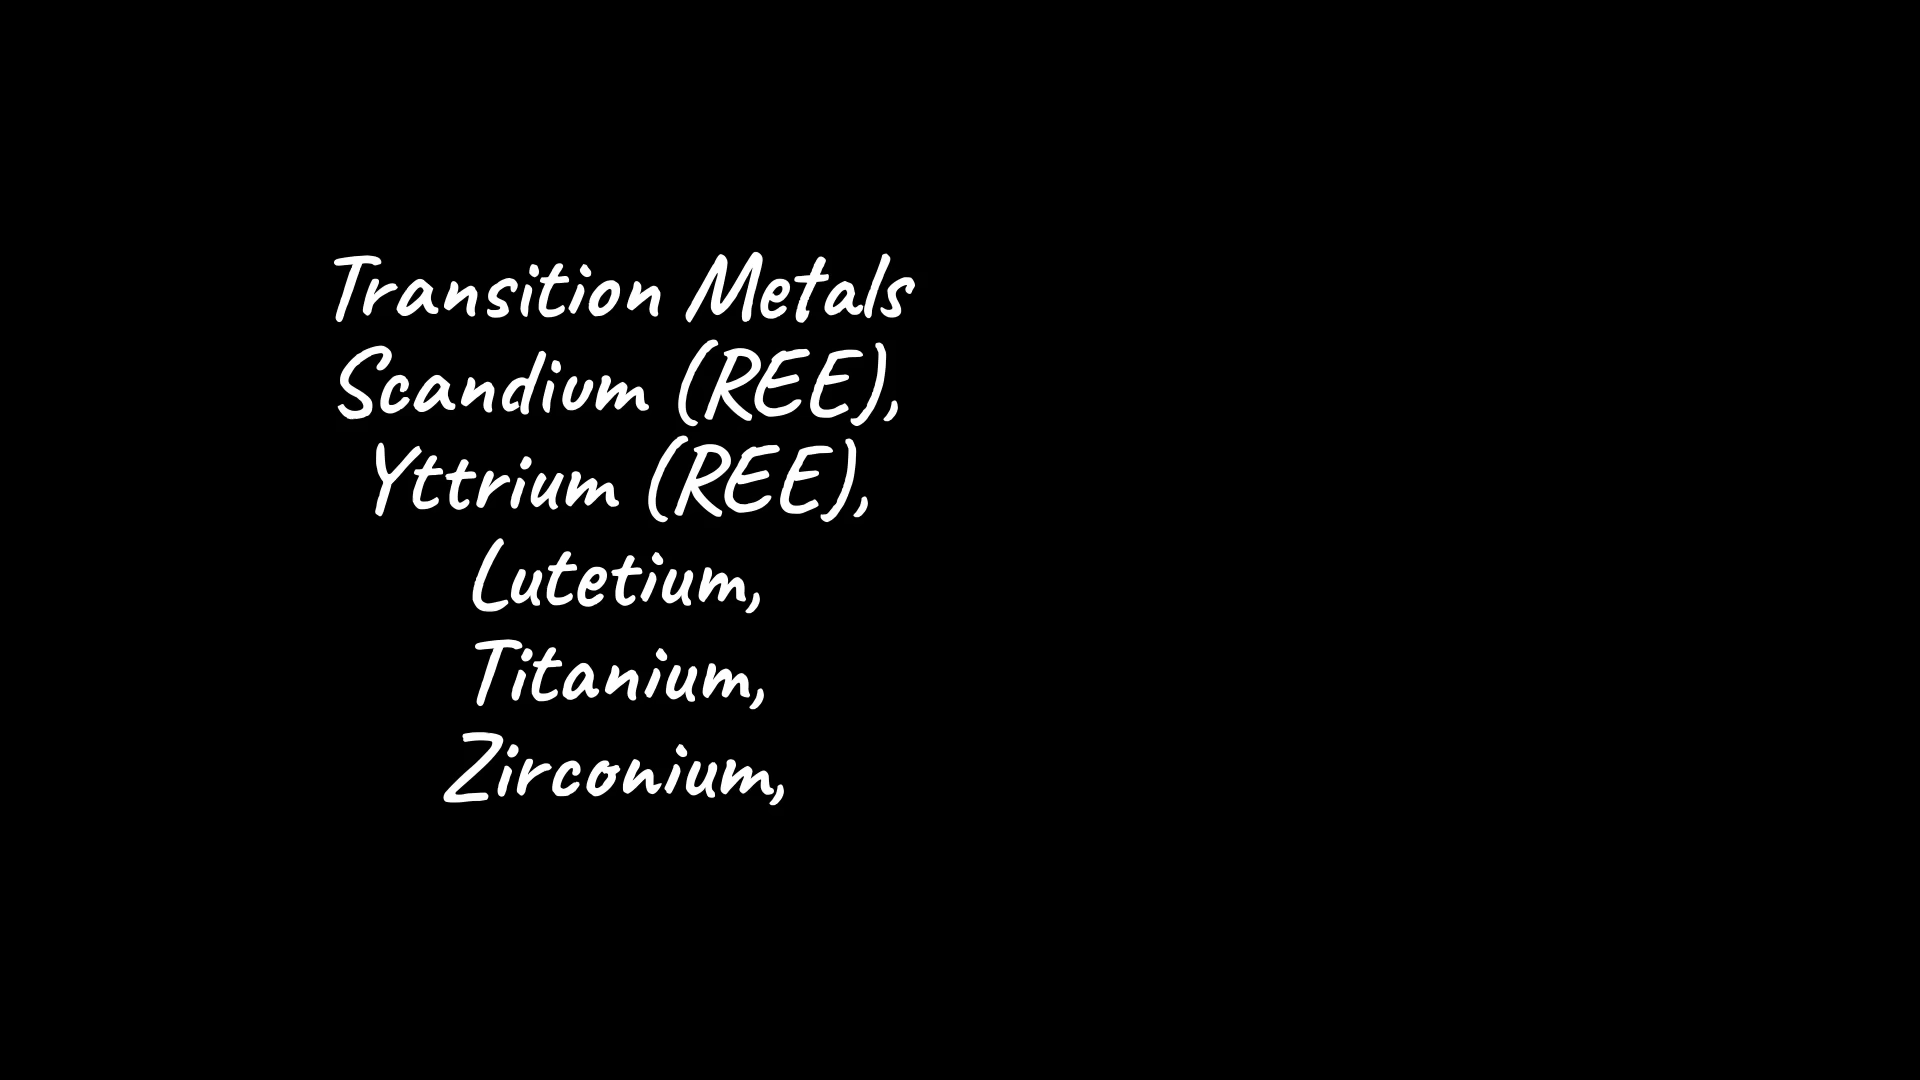 Transition Metals
Scandium (REE),
Yttrium (REE),
Lutetium,
Titanium,
Zirconium,